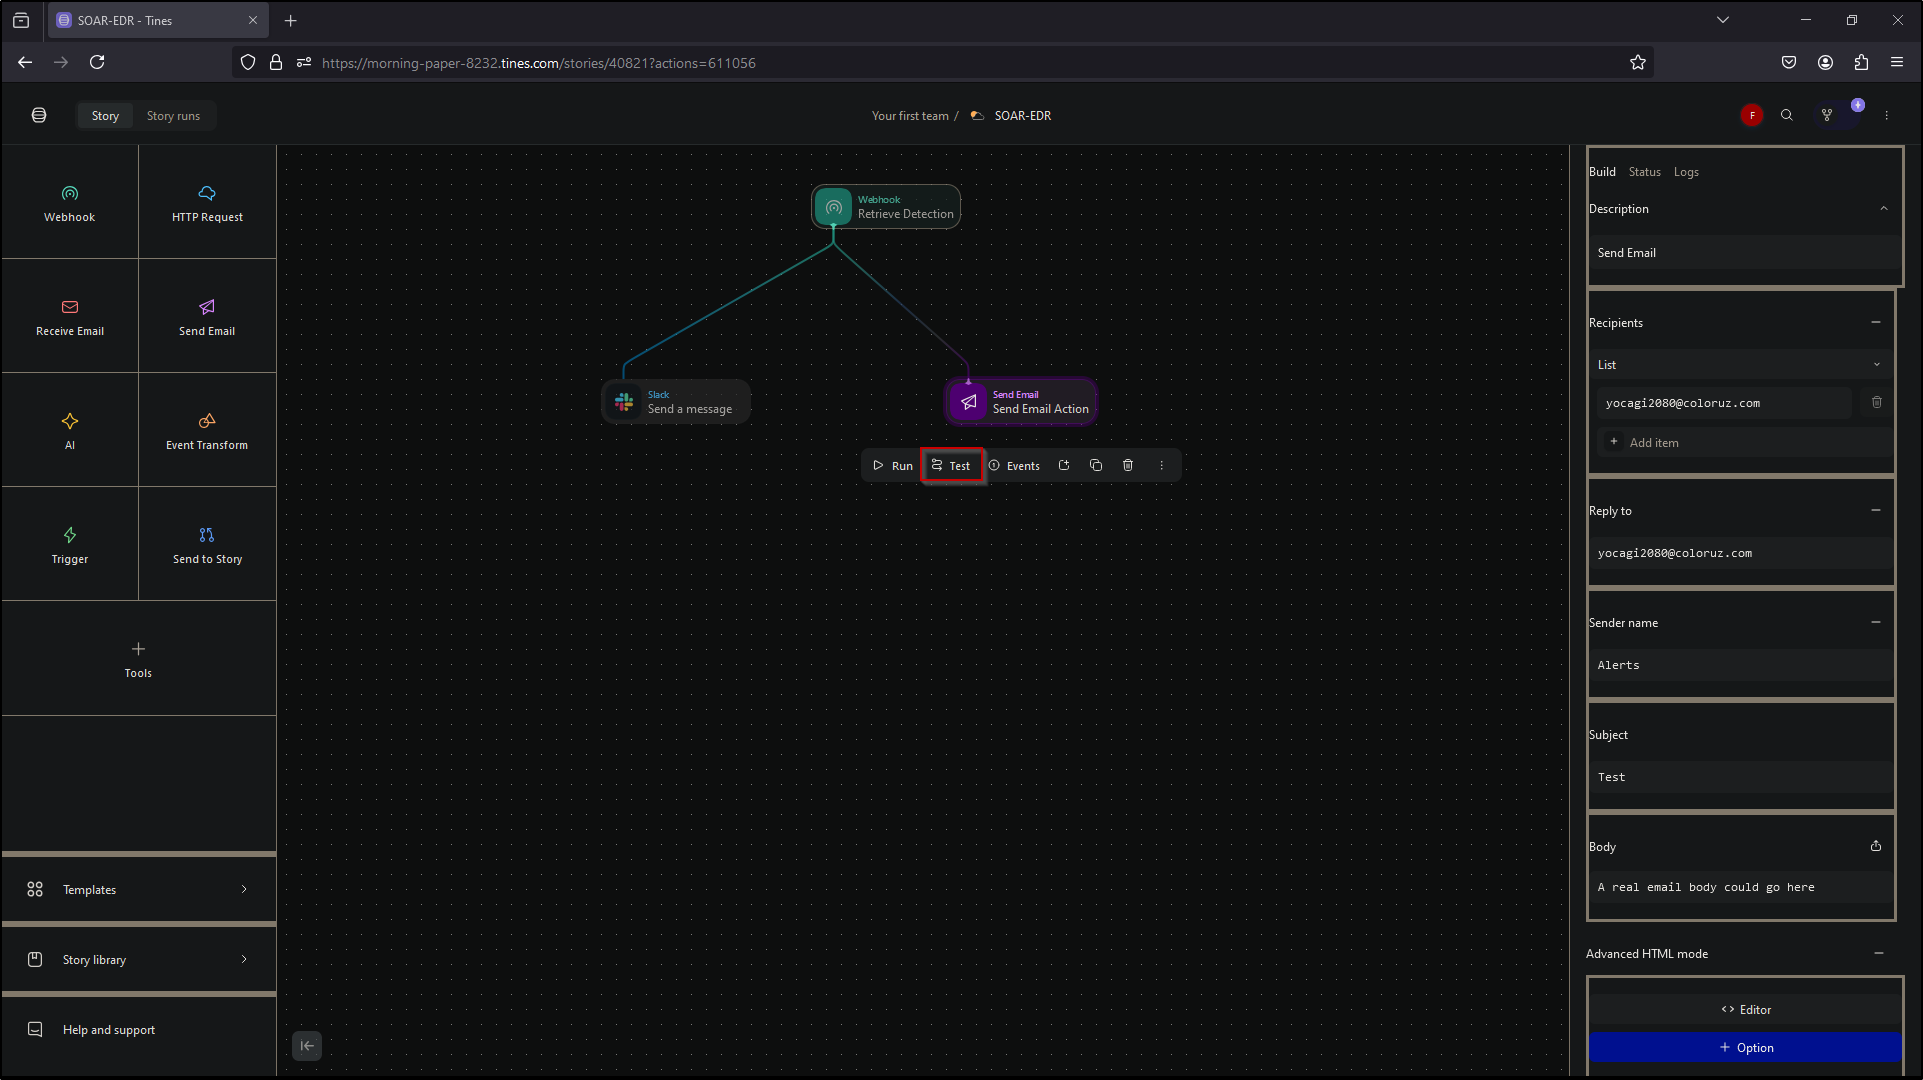 SOAR-EDR - Tines
https://morning-paper-8232.tines.com/stories/40821?actions=611056
Story
Story runs
Your first team /
SOAR-EDR
F
Webhook
HTTP Request
Receive Email
Send Email
AI
Event Transform
Trigger
Send to Story
Tools
Templates
Story library
Help and support
Webhook
Retrieve Detection
Slack
Send a message
Send Email
Send Email Action
Run
Test
Events
Build
Status
Logs
Description
Send Email
Recipients
List
yocagi2080@coloruz.com
Add item
Reply to
yocagi2080@coloruz.com
Sender name
Alerts
Subject
Test
Body
A real email body could go here
Advanced HTML mode
<> Editor
+ Option